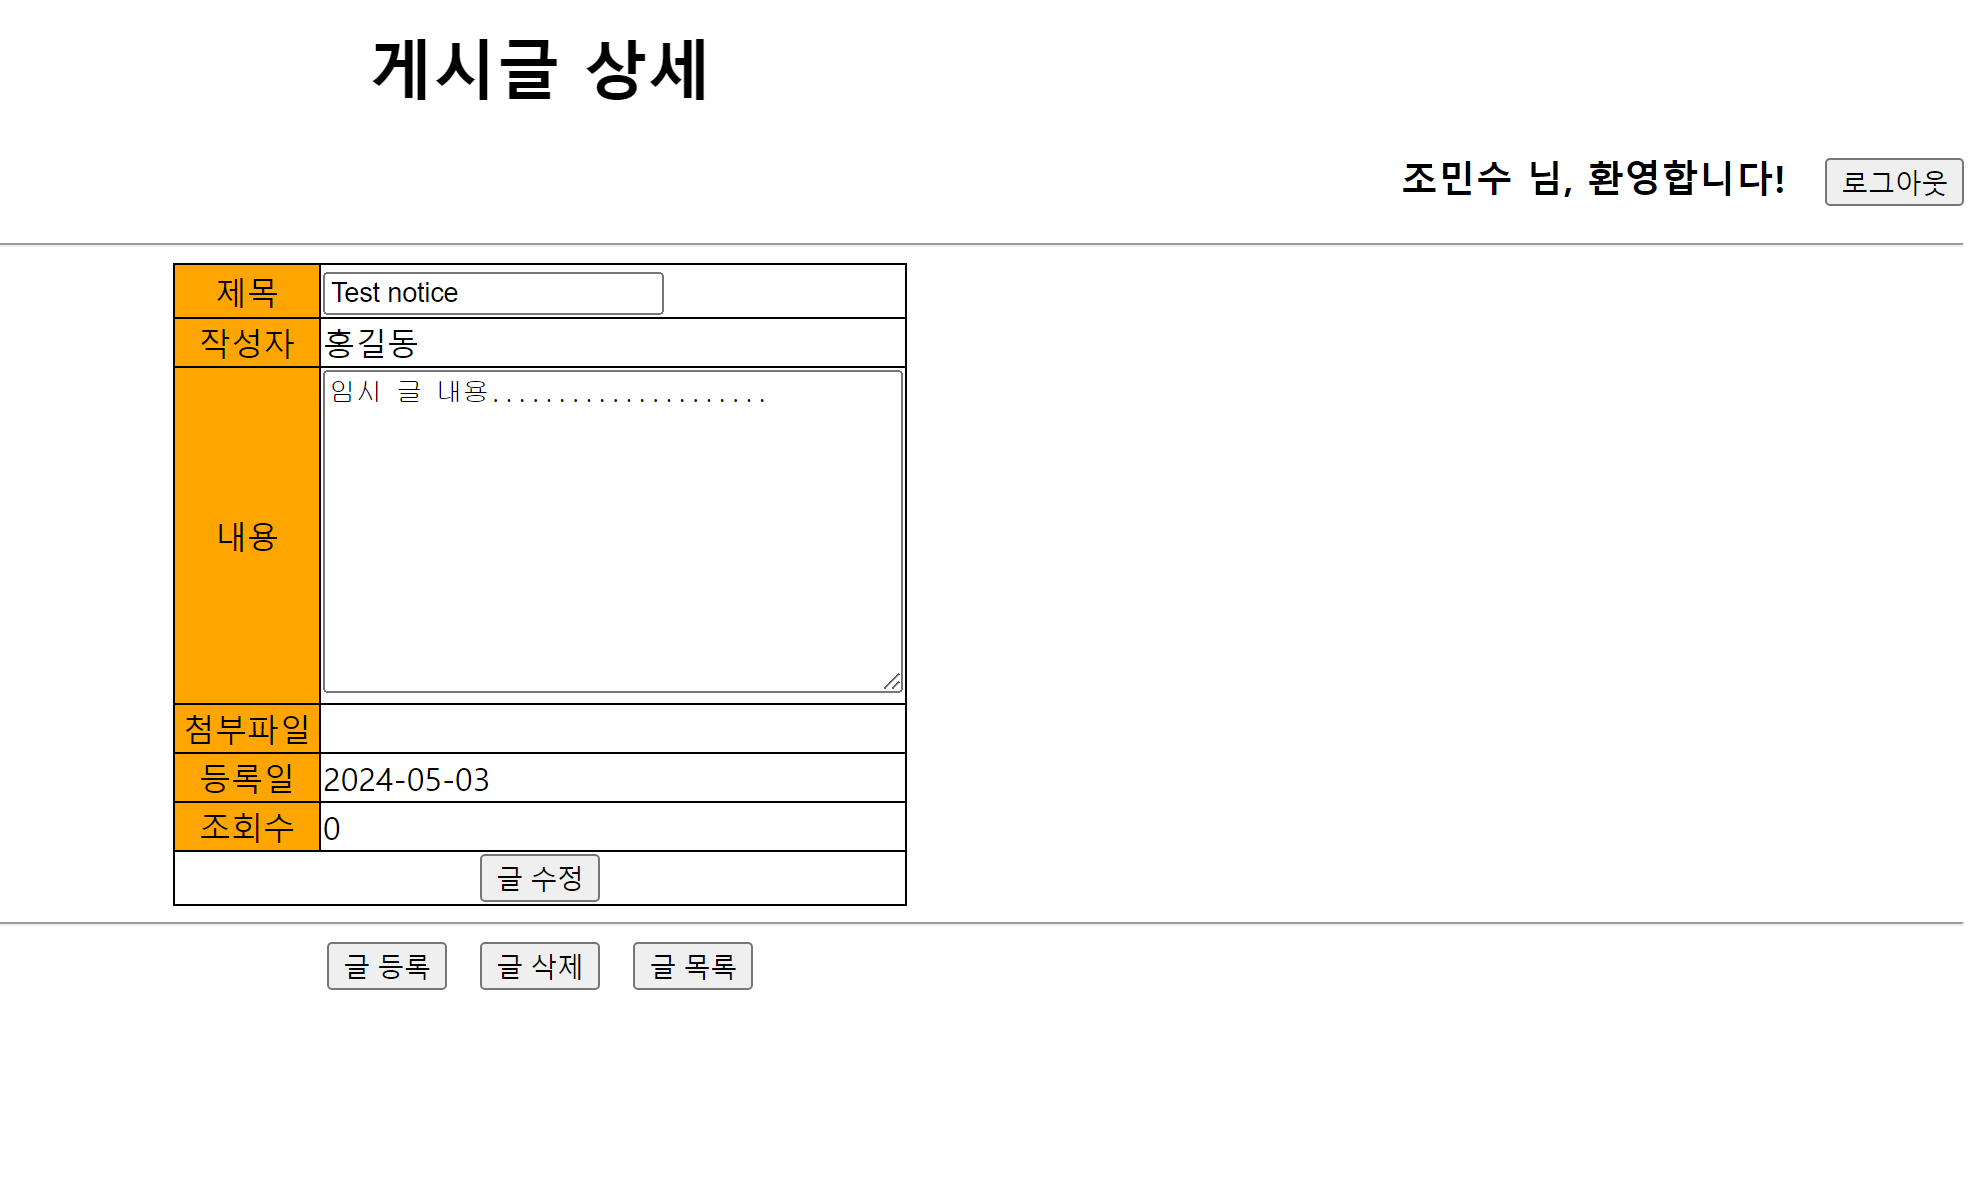 게시글 상세
조민수 님, 환영합니다! 로그아웃
제목 Test notice
작성자 홍길동
내용 임시 글 내용.....................
첨부파일
등록일 2024-05-03
조회수 0
글 수정
글 등록 글 삭제 글 목록